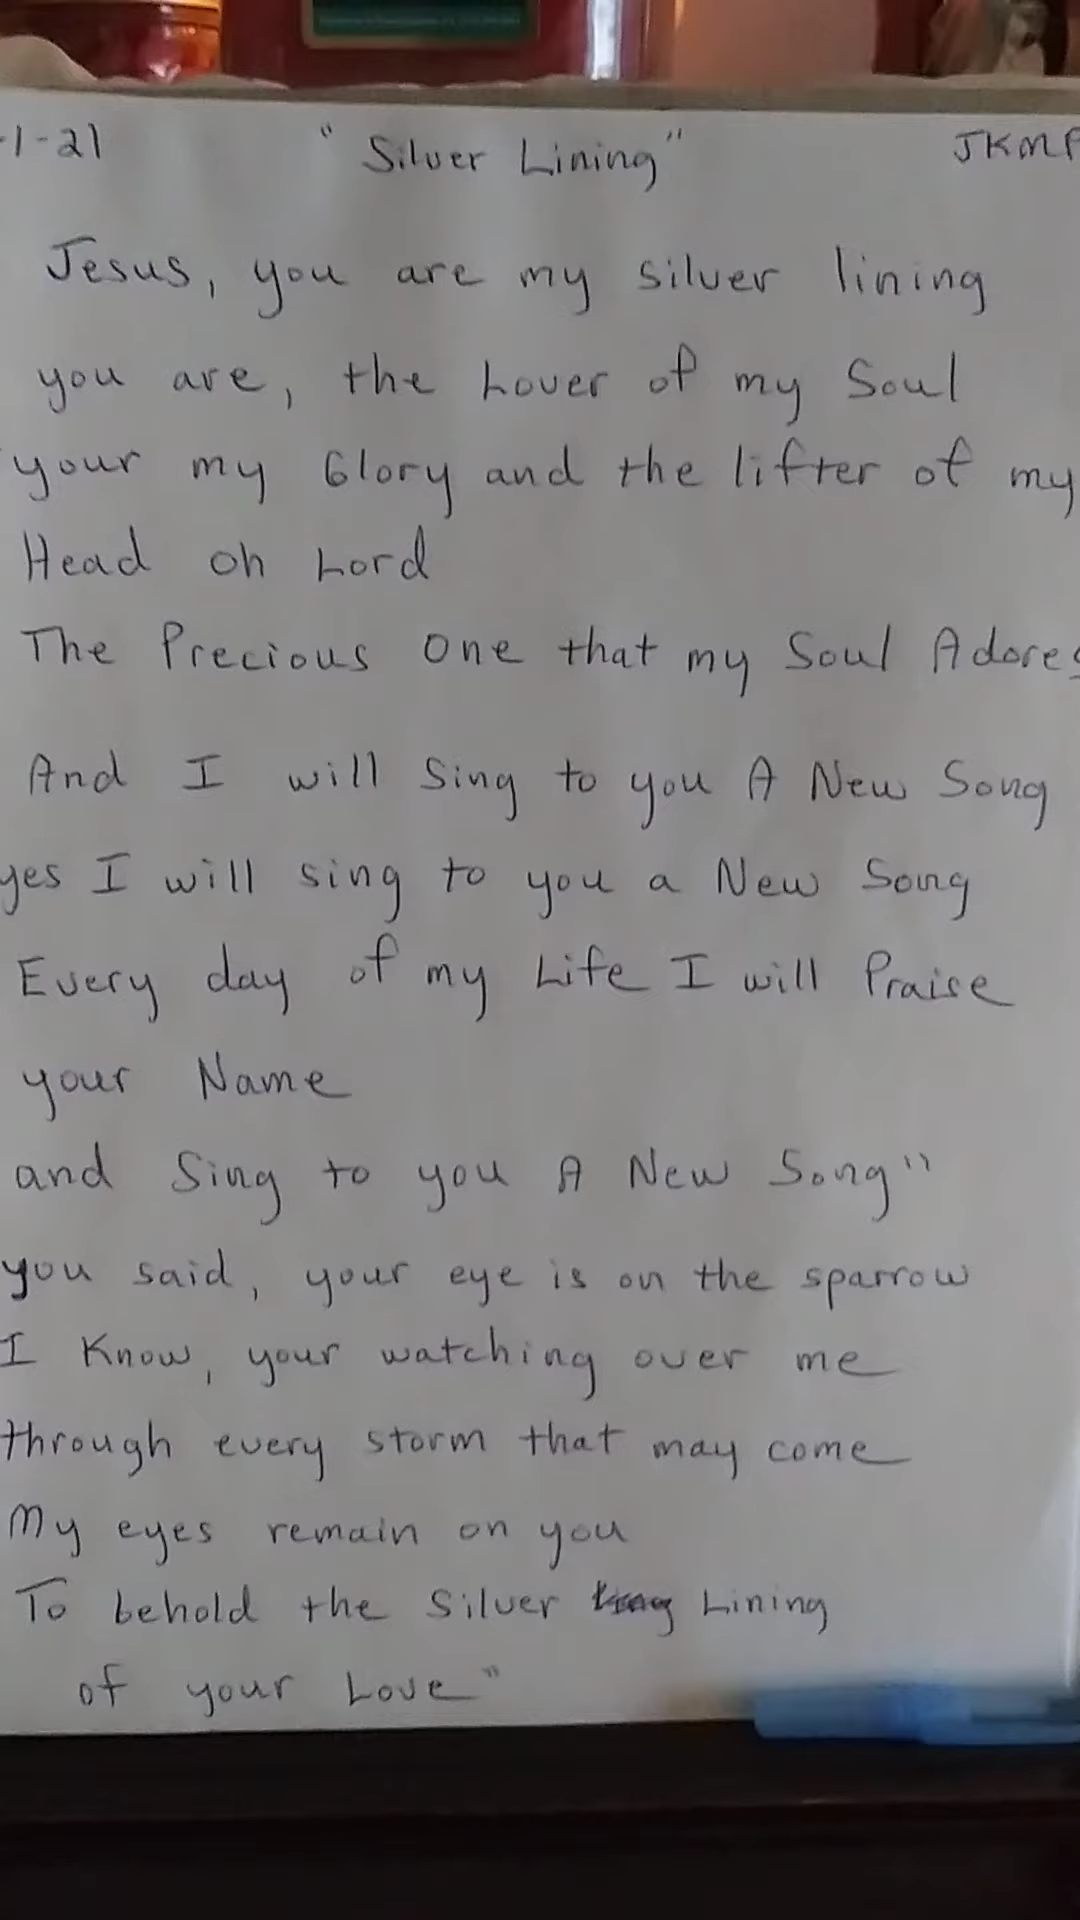 -1-21 "Silver Lining" JKMP
Jesus, you are my silver lining
you are, the Lover of my Soul
your my Glory and the lifter of my
Head oh Lord
The Precious One that my Soul Adores
And I will Sing to you A New Song
yes I will sing to you a New Song
Every day of my Life I will Praise
your Name
and Sing to you A New Song"
you said, your eye is on the sparrow
I Know, your watching over me
through every storm that may come
My eyes remain on you
To behold the Silver Lining
of your Love"